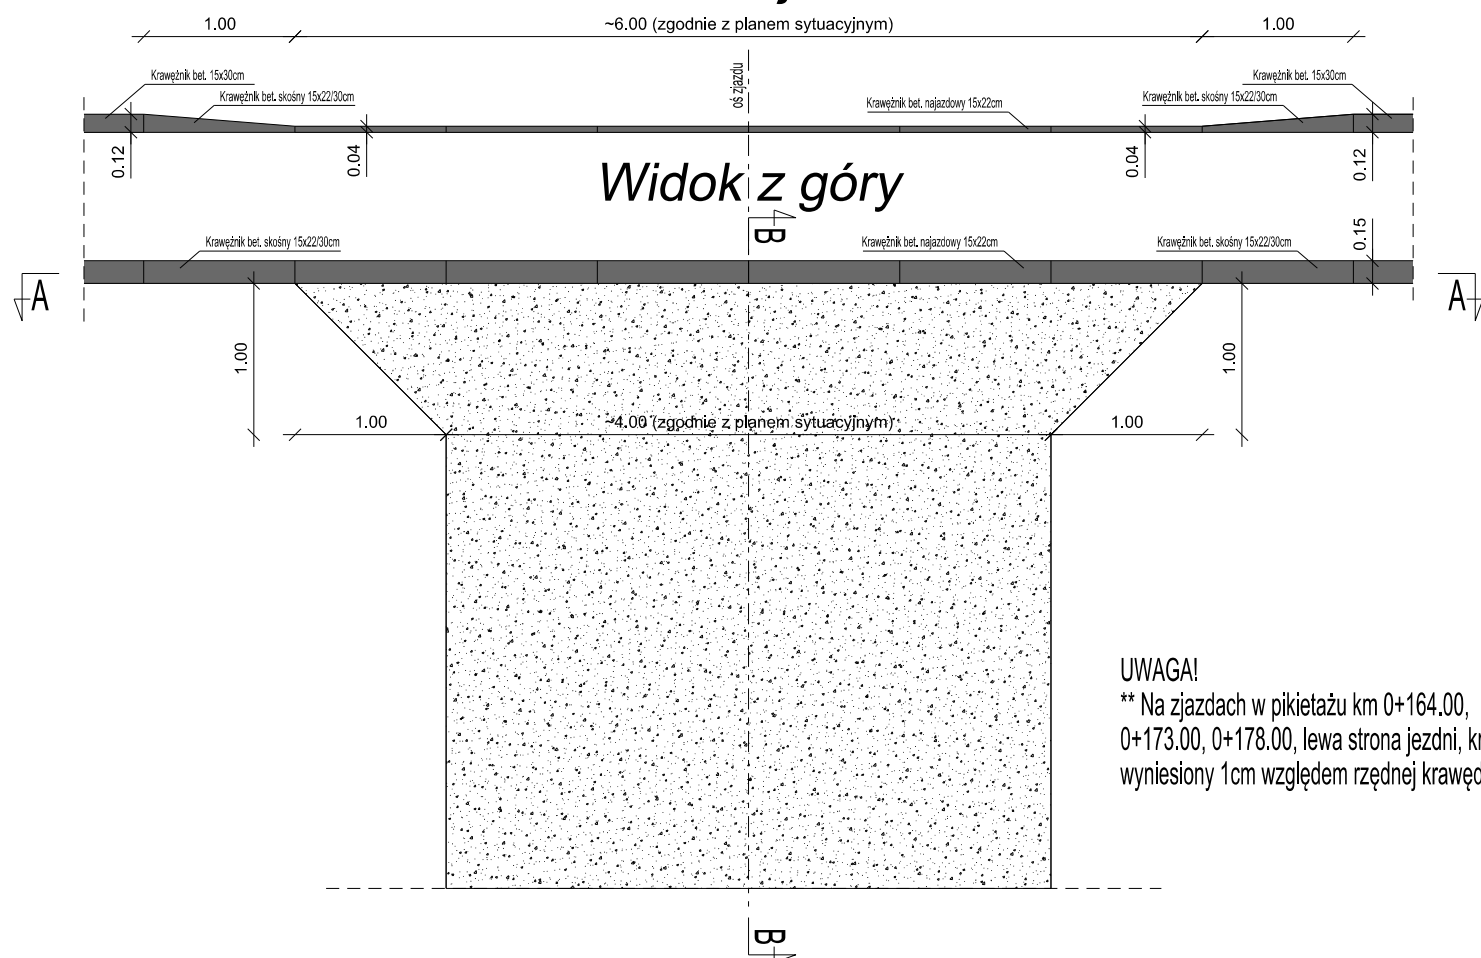 1.00
~6.00 (zgodnie z planem sytuacyjnym)
1.00
Krawężnik bet. 15x30cm
Krawężnik bet. skośny 15x22/30cm
oś zjazdu
Krawężnik bet. najazdowy 15x22cm
Krawężnik bet. skośny 15x22/30cm
Krawężnik bet. 15x30cm
0.12
0.04
0.04
0.12
Widok z góry
B
Krawężnik bet. skośny 15x22/30cm
Krawężnik bet. najazdowy 15x22cm
Krawężnik bet. skośny 15x22/30cm
0.15
A
A
1.00
1.00
1.00
~4.00 (zgodnie z planem sytuacyjnym)
1.00
UWAGA!
** Na zjazdach w pikietażu km 0+164.00,
0+173.00, 0+178.00, lewa strona jezdni,
wyniesiony 1cm względem rzędnej
B